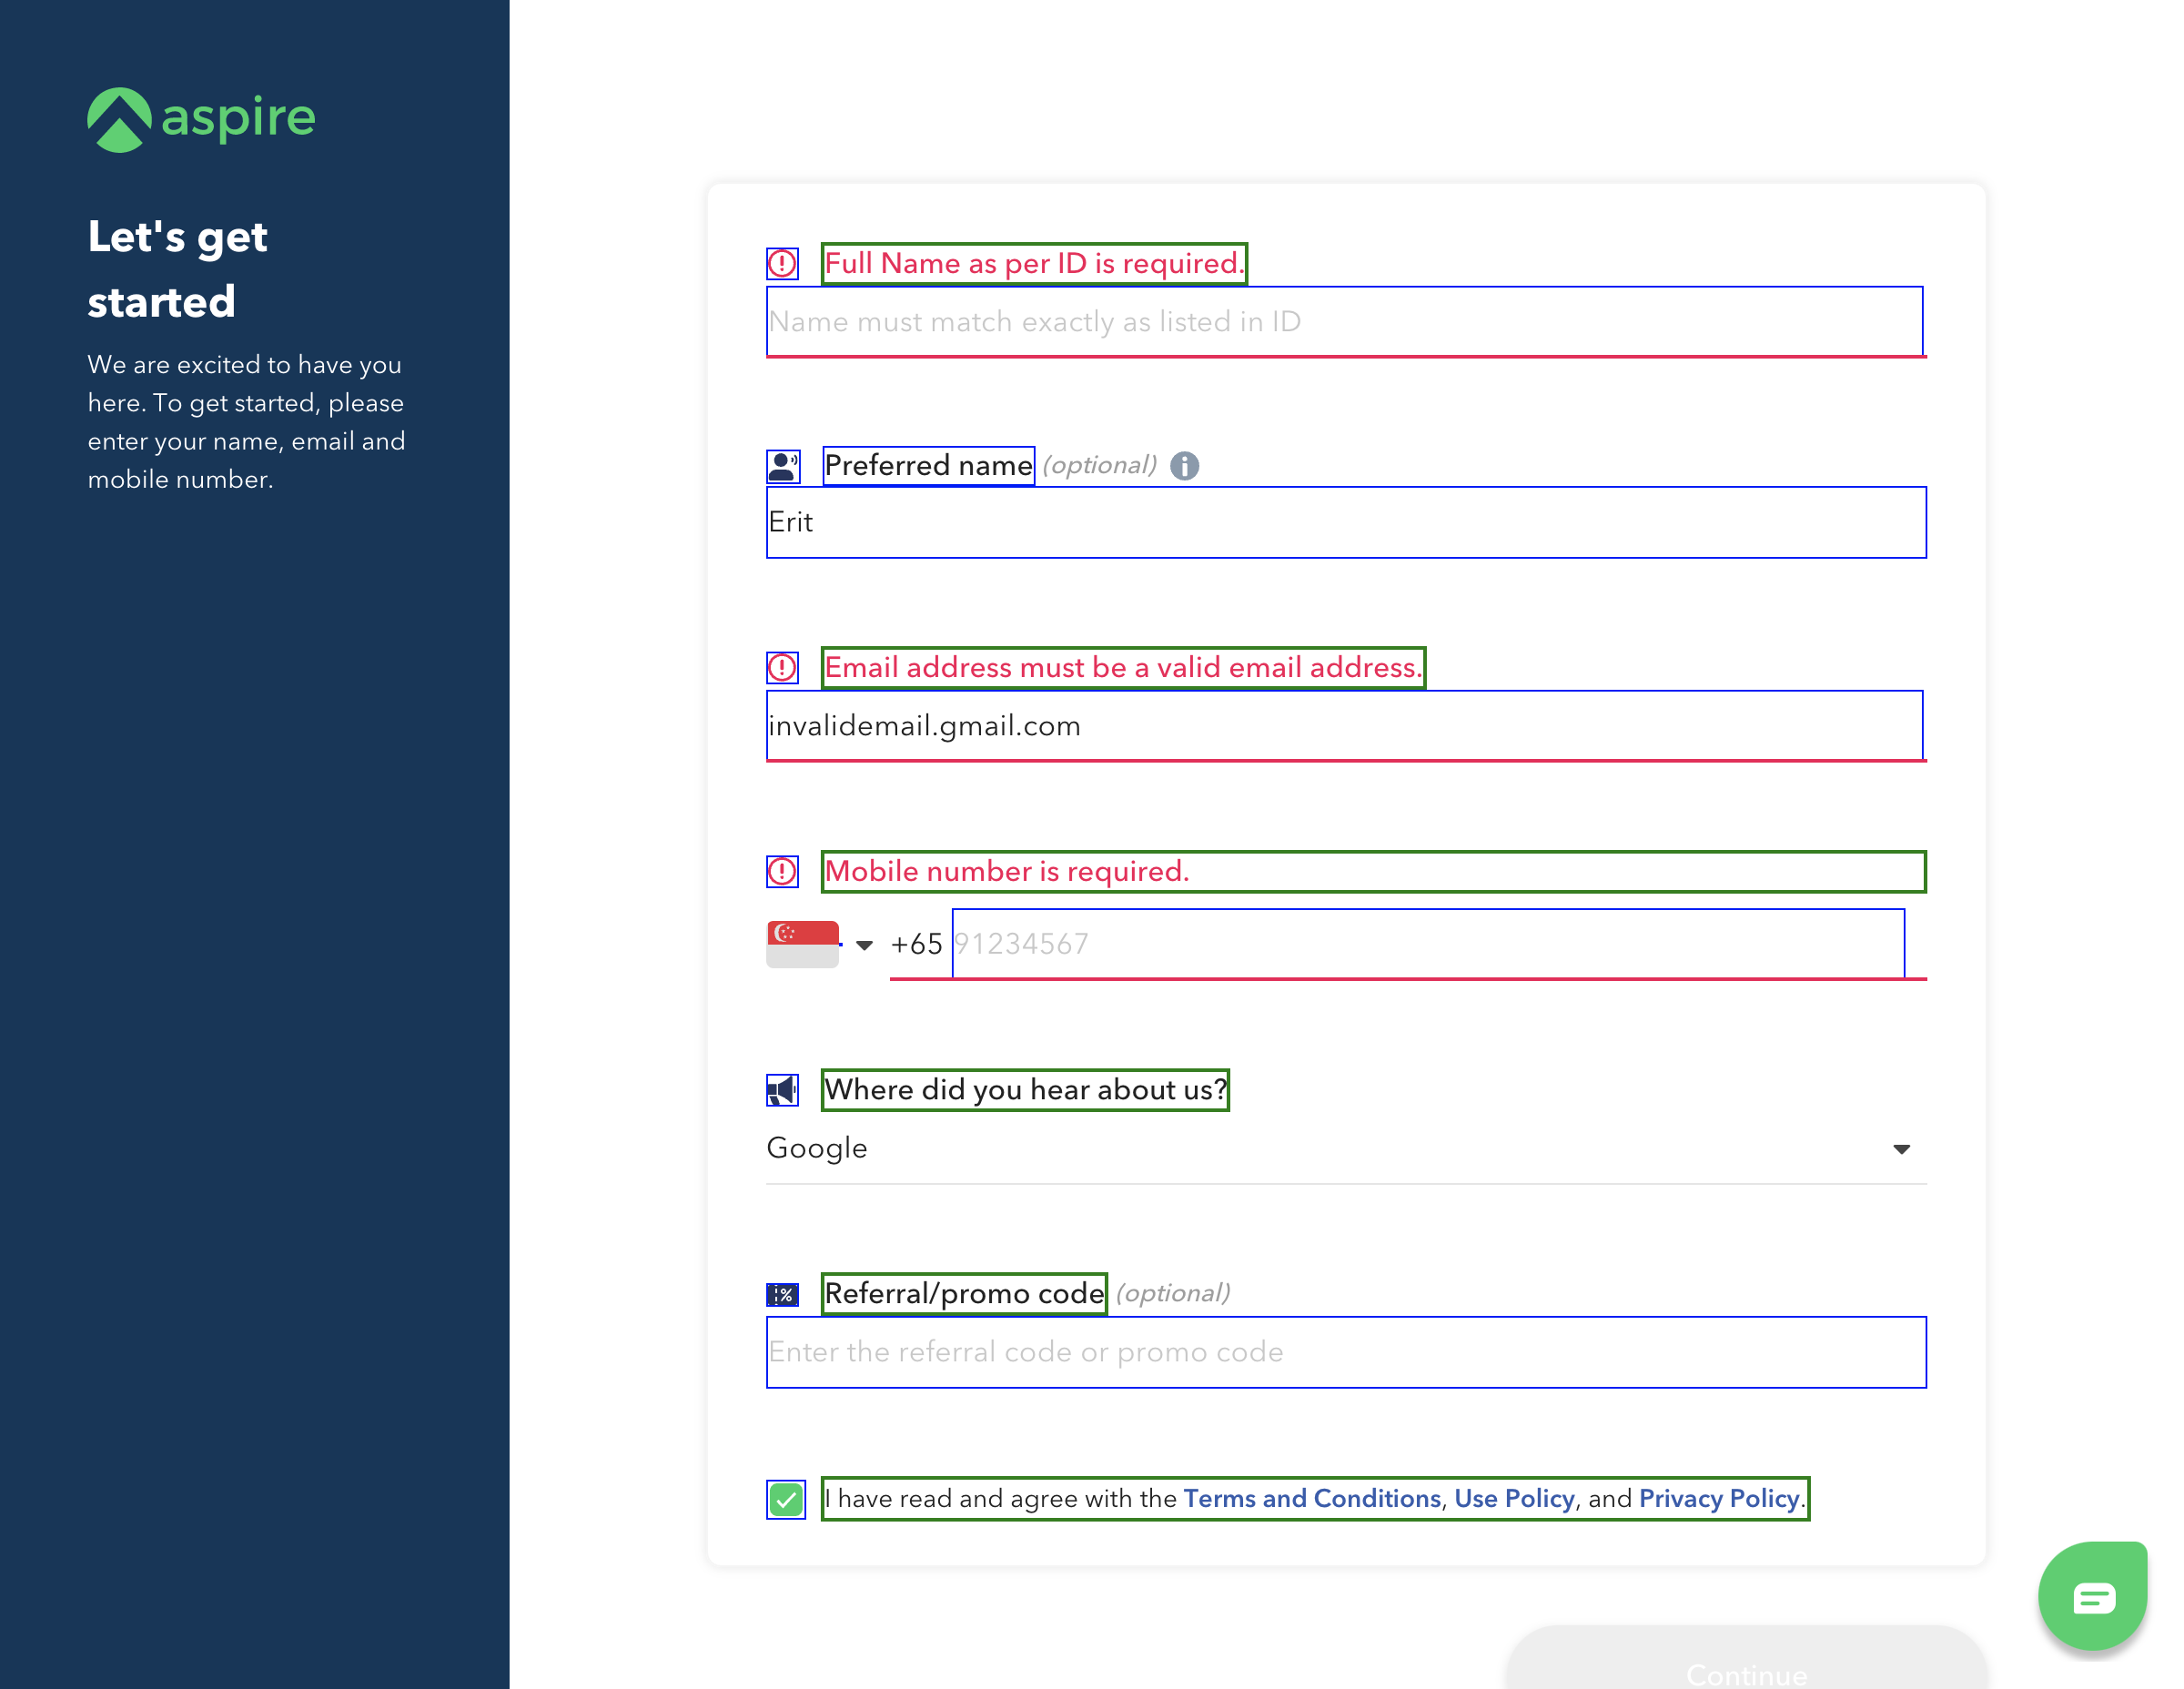 aspire
Let's get
started
We are excited to have you
here. To get started, please
enter your name, email and
mobile number.
Full Name as per ID is required.
Name must match exactly as listed in ID
Preferred name (optional)
Erit
Email address must be a valid email address.
invalidemail.gmail.com
Mobile number is required.
+65 91234567
Where did you hear about us?
Google
Referral/promo code (optional)
Enter the referral code or promo code
I have read and agree with the Terms and Conditions, Use Policy, and Privacy Policy.
Continue